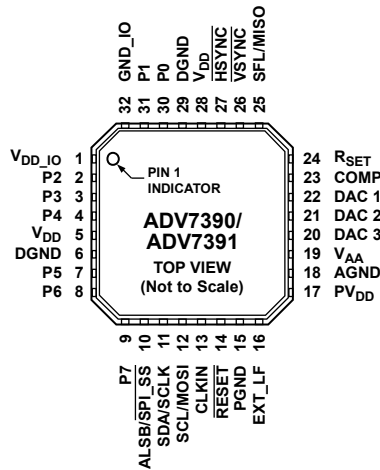 GND_IO
P1
P0
DGND
VDD
HSYNC
VSYNC
SFL/MISO
32
31
30
29
28
27
26
25
VDD_IO 1
P2 2
P3 3
P4 4
VDD 5
DGND 6
P5 7
P6 8
PIN 1
INDICATOR
ADV7390/
ADV7391
TOP VIEW
(Not to Scale)
24 RSET
23 COMP
22 DAC 1
21 DAC 2
20 DAC 3
19 VAA
18 AGND
17 PVDD
9
10
11
12
13
14
15
16
P7
ALSB/SPI_SS
SDA/SCLK
SCL/MOSI
CLKIN
RESET
PGND
EXT_LF